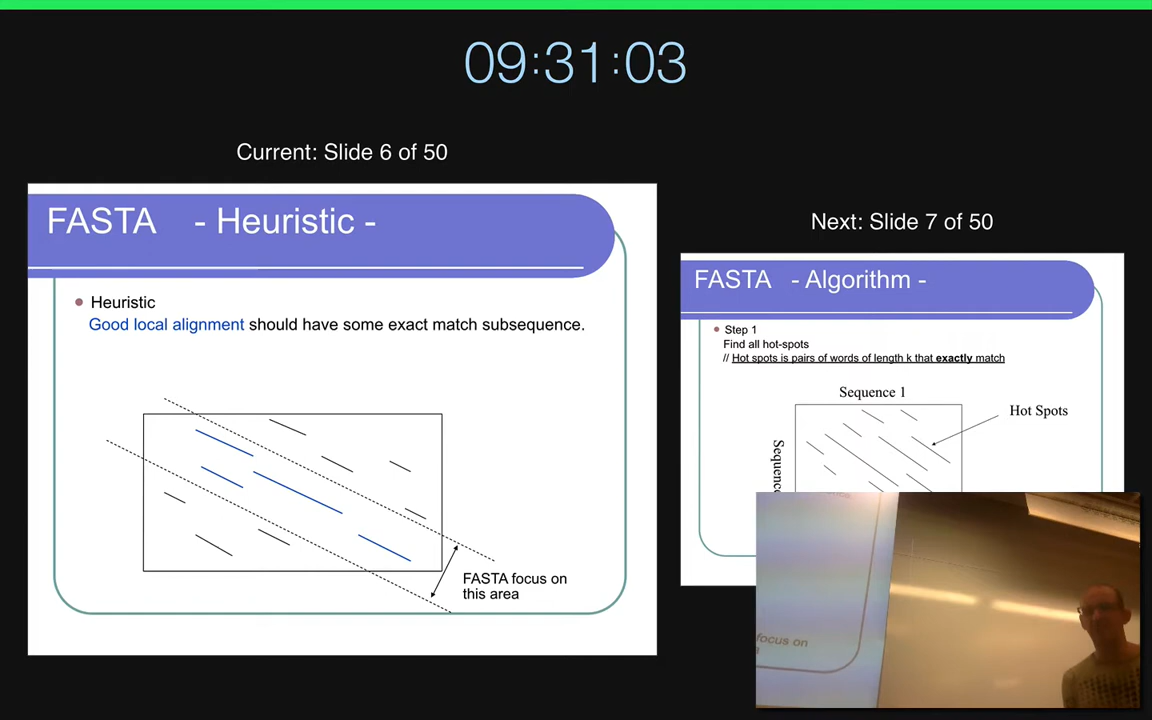 09:31:03
Current: Slide 6 of 50
FASTA - Heuristic -
Heuristic
Good local alignment should have some exact match subsequence.
FASTA focus on
this area
Next: Slide 7 of 50
FASTA - Algorithm -
Step 1
Find all hot-spots
// Hot spots is pairs of words of length k that exactly match
Sequence 1
Hot Spots
focus on